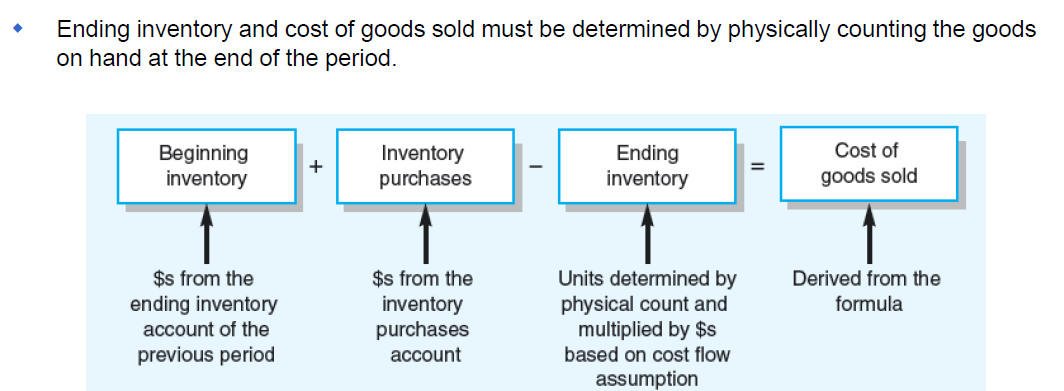 Ending inventory and cost of goods sold must be determined by physically counting the goods
on hand at the end of the period.
Beginning
inventory
+
Inventory
purchases
–
Ending
inventory
=
Cost of
goods sold
$s from the
ending inventory
account of the
previous period
$s from the
inventory
purchases
account
Units determined by
physical count and
multiplied by $s
based on cost flow
assumption
Derived from the
formula